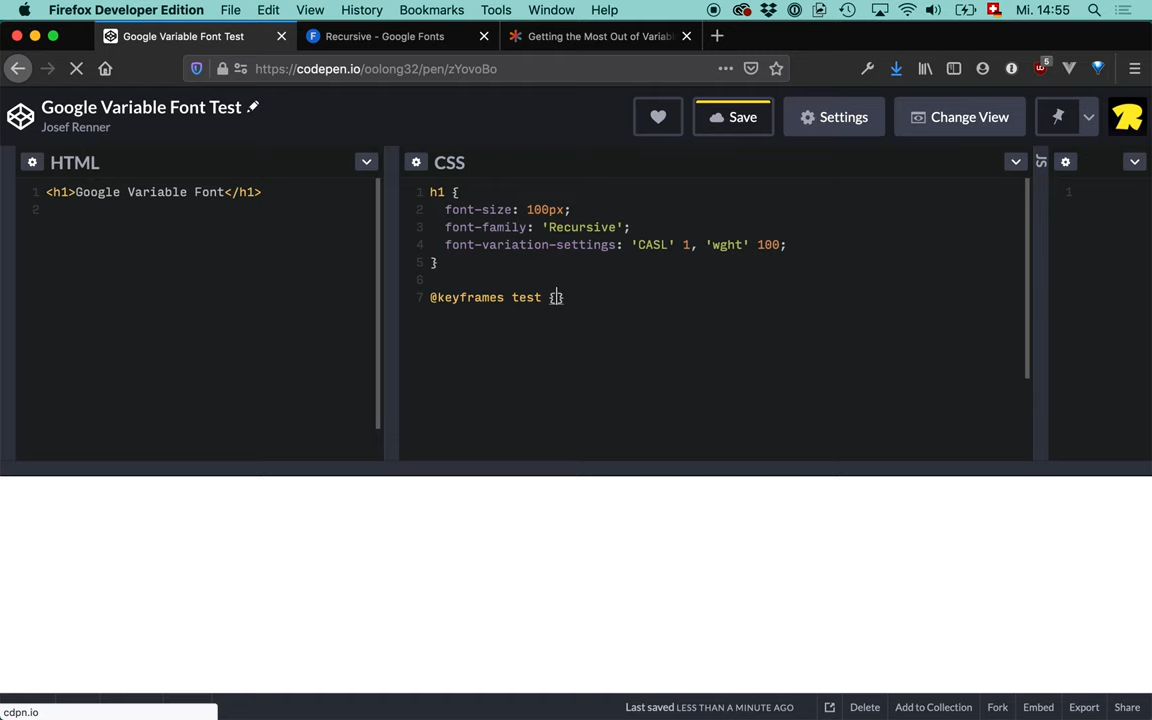 Firefox Developer Edition File Edit View History Bookmarks Tools Window Help Mi. 14:55
Google Variable Font Test
Recursive - Google Fonts
Getting the Most Out of Variab
https://codepen.io/oolong32/pen/zYovoBo
5
Google Variable Font Test
Josef Renner
Save
Settings
Change View
HTML
1 <h1>Google Variable Font</h1>
2
CSS
1 h1 {
2 font-size: 100px;
3 font-family: 'Recursive';
4 font-variation-settings: 'CASL' 1, 'wght' 100;
5 }
6
7 @keyframes test {}
JS
1
cdpn.io
Last saved LESS THAN A MINUTE AGO
Delete Add to Collection Fork Embed Export Share